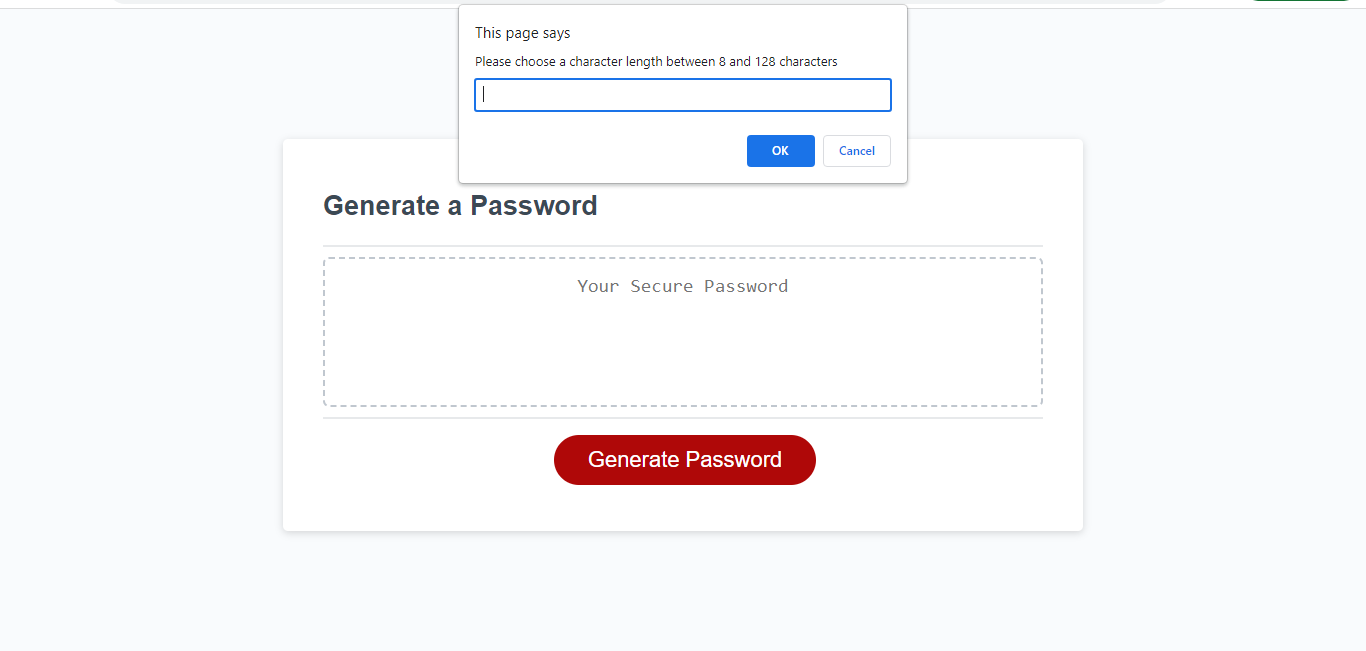 This page says
Please choose a character length between 8 and 128 characters
OK
Cancel
Generate a Password
Your Secure Password
Generate Password